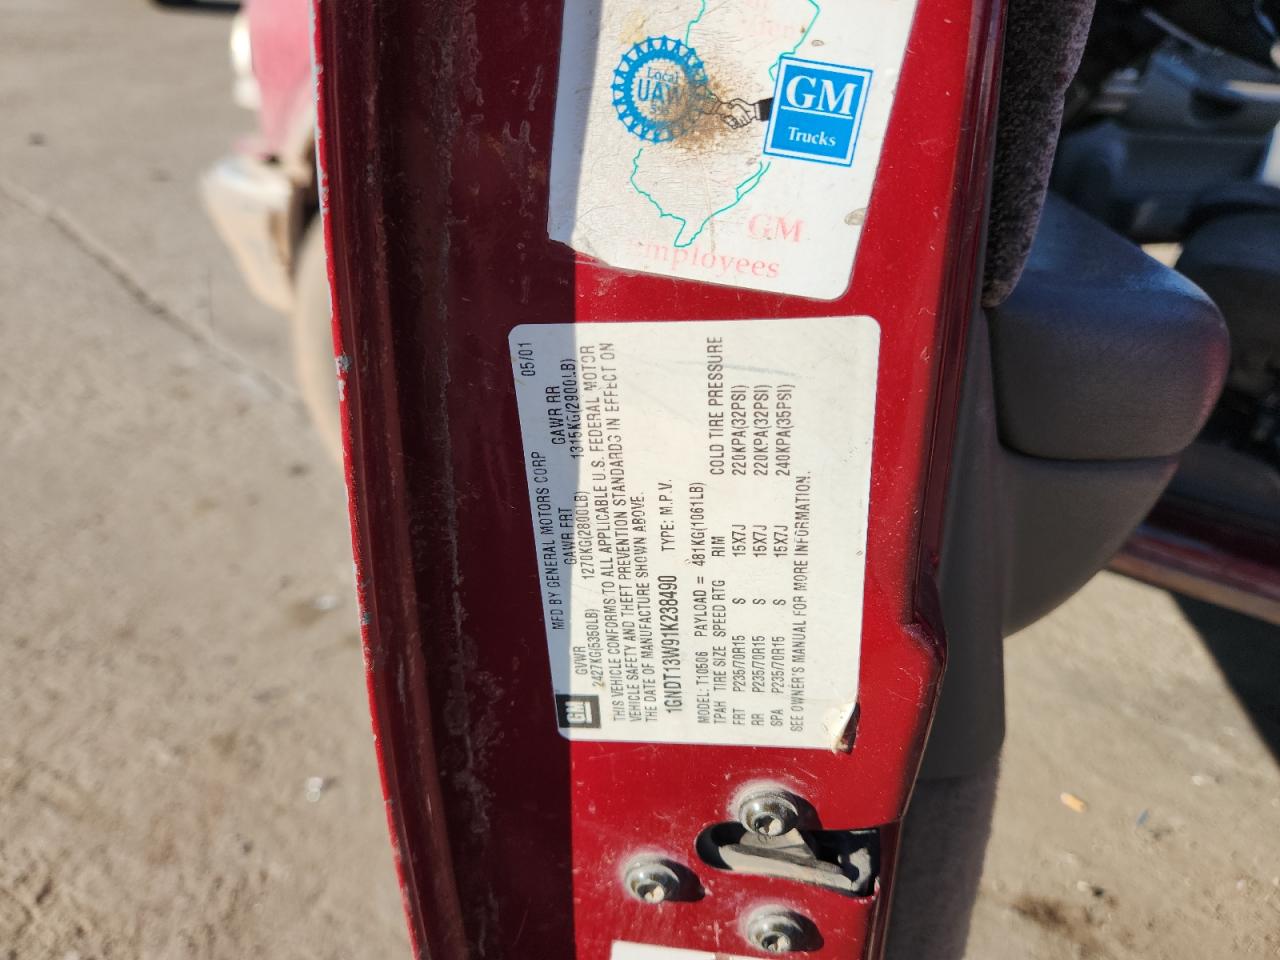 Local
UAW
GM
Trucks
GM
employees
MFD BY GENERAL MOTORS CORP 05/01
GM
GVWR GAWR FRT GAWR RR
2427KG(5350LB) 1270KG(2800LB) 1315KG(2900LB)
THIS VEHICLE CONFORMS TO ALL APPLICABLE U.S. FEDERAL MOTOR
VEHICLE SAFETY AND THEFT PREVENTION STANDARDS IN EFFECT ON
THE DATE OF MANUFACTURE SHOWN ABOVE.
1GNDT13W91K238490 TYPE: M.P.V.
MODEL: T10506 PAYLOAD = 481KG(1061LB)
TPAH TIRE SIZE SPEED RTG RIM COLD TIRE PRESSURE
FRT P235/70R15 S 15X7J 220KPA(32PSI)
RR P235/70R15 S 15X7J 220KPA(32PSI)
SPA P235/70R15 S 15X7J 240KPA(35PSI)
SEE OWNER'S MANUAL FOR MORE INFORMATION.